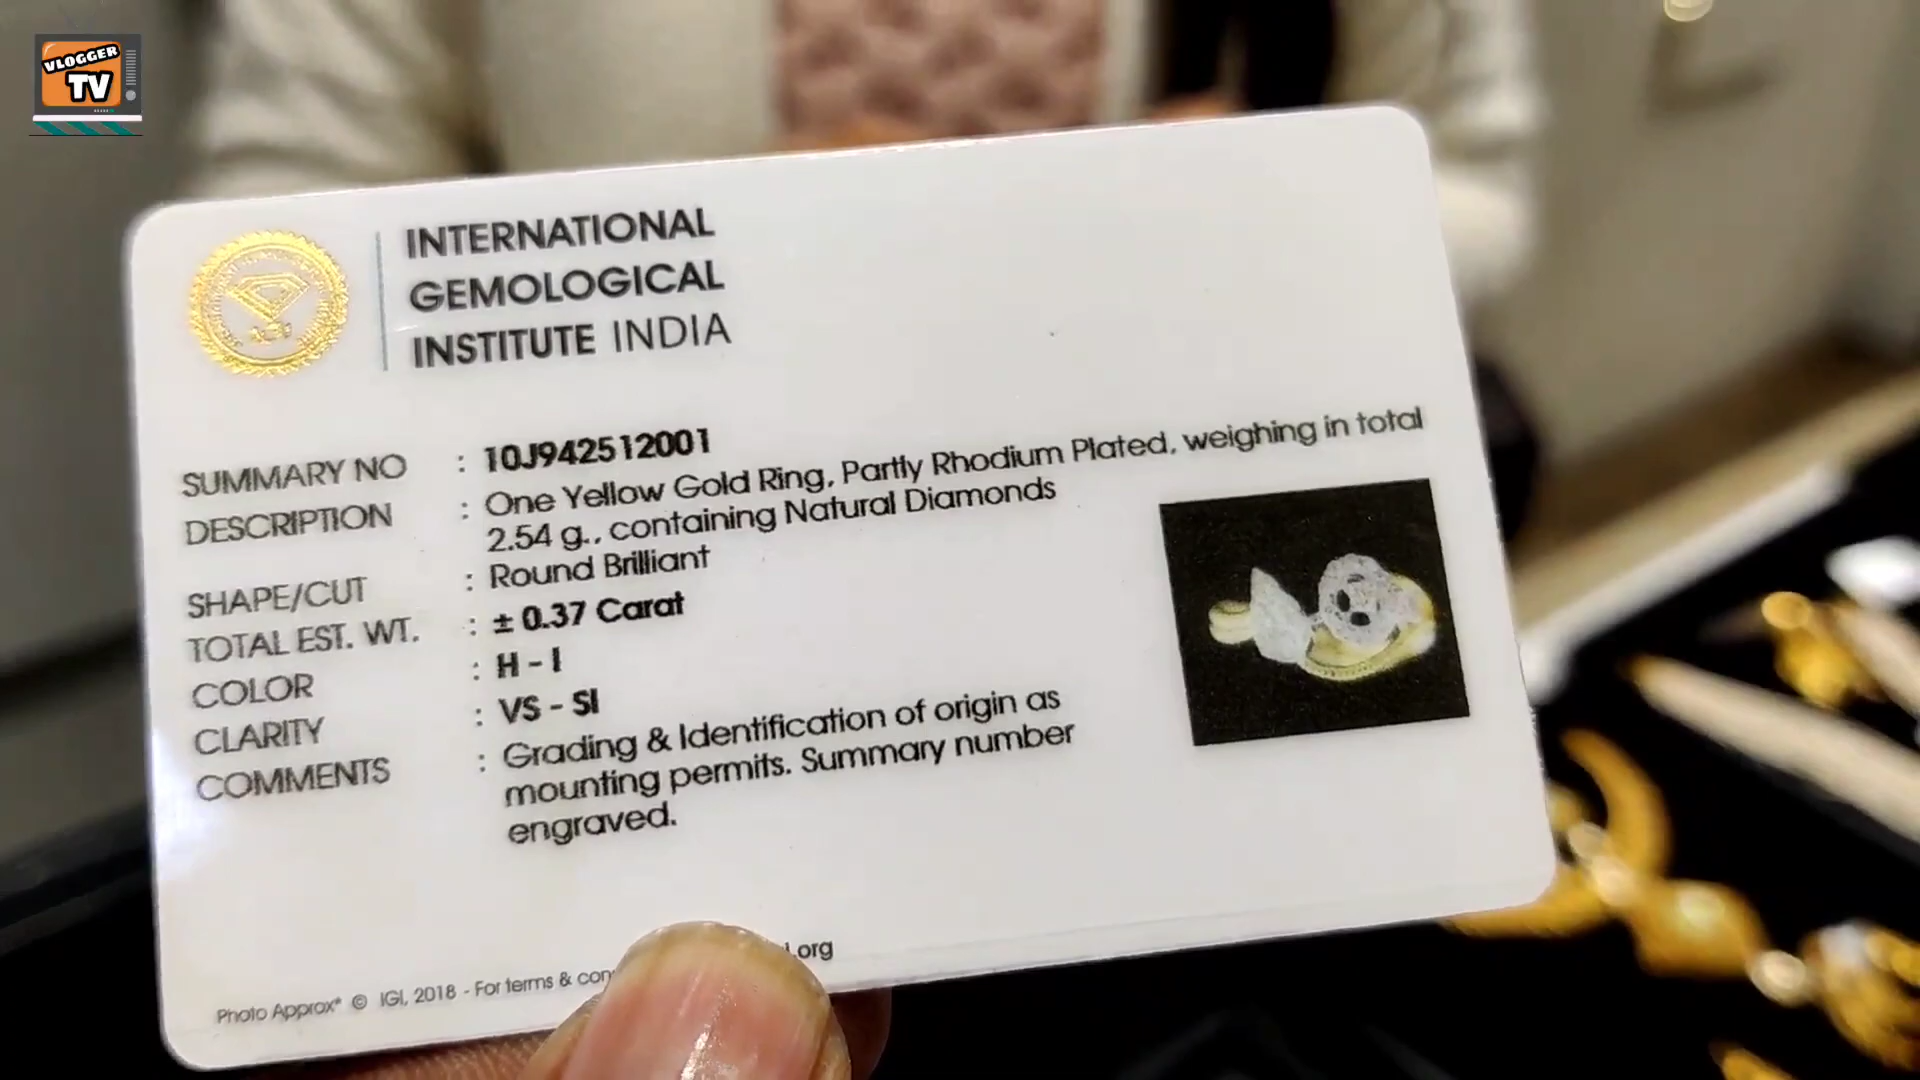 VLOGGER
TV
INTERNATIONAL
GEMOLOGICAL
INSTITUTE INDIA
SUMMARY NO : 10J942512001
DESCRIPTION : One Yellow Gold Ring, Partly Rhodium Plated, weighing in total
2.54 g., containing Natural Diamonds
SHAPE/CUT : Round Brilliant
TOTAL EST. WT. : ± 0.37 Carat
COLOR : H - I
CLARITY : VS - SI
COMMENTS : Grading & Identification of origin as
mounting permits. Summary number
engraved.
Photo Approx* © IGI, 2018 - For terms & .org